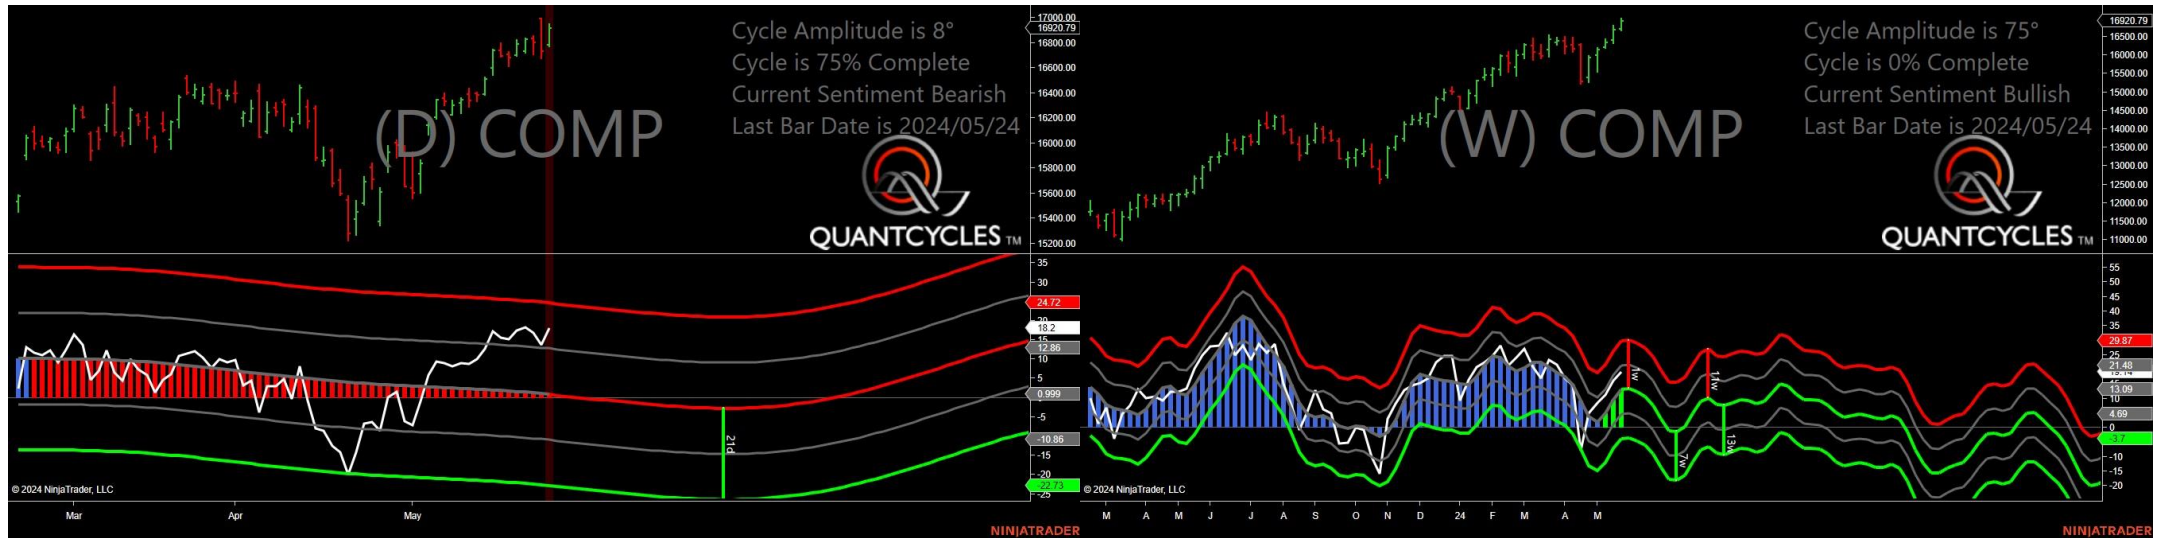 Cycle Amplitude is 8°
Cycle is 75% Complete
Current Sentiment Bearish
Last Bar Date is 2024/05/24
(D) COMP
QUANTCYCLES TM
17000.00
16920.79
16800.00
16600.00
16400.00
16200.00
16000.00
15800.00
15600.00
15400.00
15200.00
35
30
24.72
20
18.2
12.86
10
5
0.999
-5
-10.86
-15
-20
-22.73
-25
21d
© 2024 NinjaTrader, LLC
Mar
Apr
May
NINJATRADER
Cycle Amplitude is 75°
Cycle is 0% Complete
Current Sentiment Bullish
Last Bar Date is 2024/05/24
(W) COMP
QUANTCYCLES TM
16920.79
16500.00
16000.00
15500.00
15000.00
14500.00
14000.00
13500.00
13000.00
12500.00
12000.00
11500.00
11000.00
55
50
45
40
35
29.87
25
21.48
13.09
10
4.69
0
-3.7
-10
-15
-20
1w
11w
7w
13w
© 2024 NinjaTrader, LLC
M A M J J A S O N D 24 F M A M
NINJATRADER